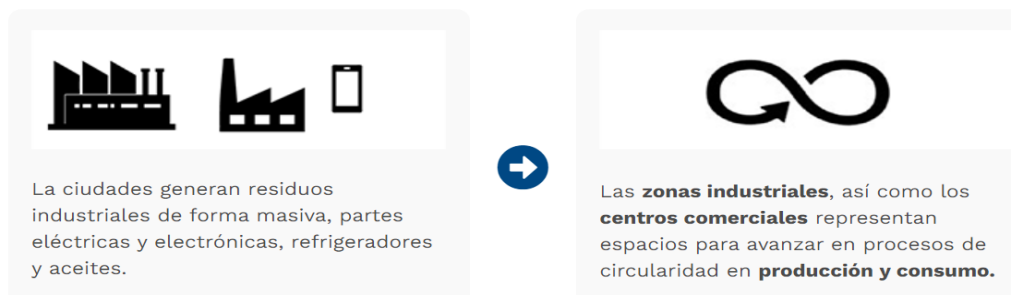 La ciudades generan residuos
industriales de forma masiva, partes
eléctricas y electrónicas, refrigeradores
y aceites.
Las zonas industriales, así como los
centros comerciales representan
espacios para avanzar en procesos de
circularidad en producción y consumo.